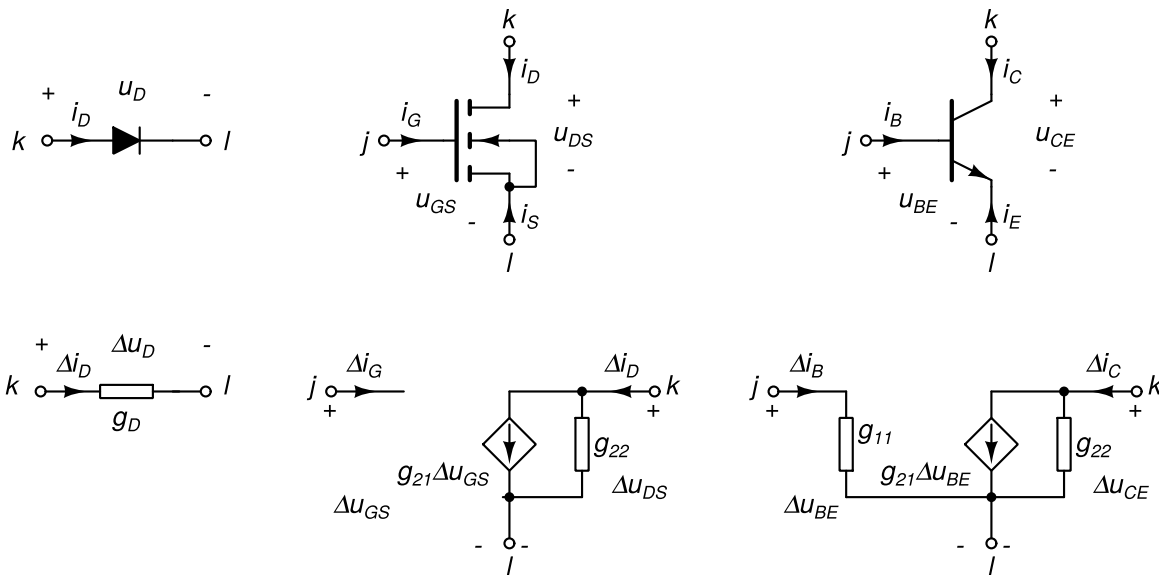 k
k
+ u_D -
i_D
i_C
i_D
+
+
i_G
i_B
k
l
j
u_DS
j
u_CE
+
-
+
-
u_GS
u_BE
-
i_S
-
i_E
l
l
+ Δu_D -
Δi_D
Δi_G
Δi_D
Δi_B
Δi_C
k
l
j
k
j
k
+
+
+
+
g_D
g_22
g_11
g_22
g_21Δu_GS
g_21Δu_BE
Δu_DS
Δu_CE
Δu_GS
Δu_BE
- -
- -
l
l